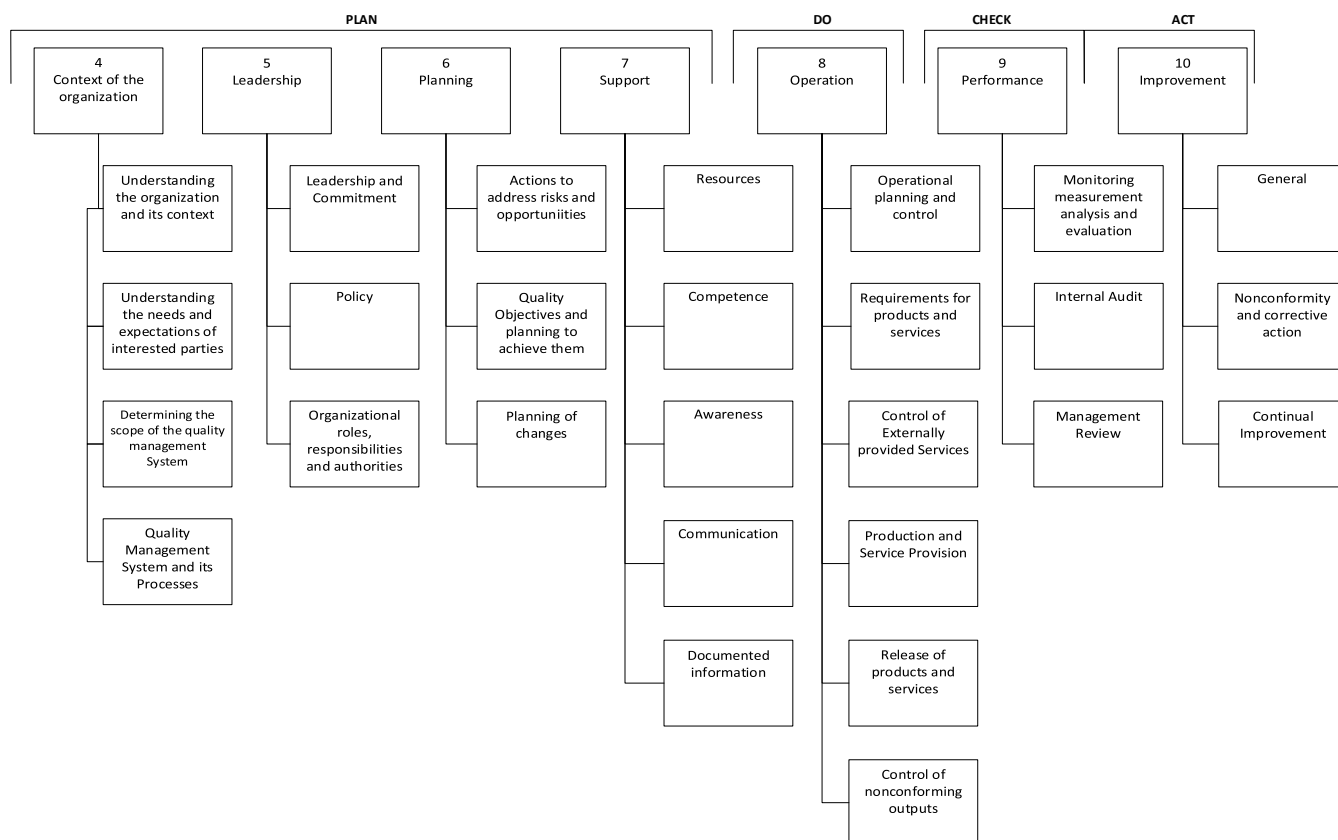 PLAN
DO
CHECK
ACT
4
Context of the
organization
5
Leadership
6
Planning
7
Support
8
Operation
9
Performance
10
Improvement
Understanding
the organization
and its context
Understanding
the needs and
expectations of
interested parties
Determining the
scope of the quality
management
System
Quality
Management
System and its
Processes
Leadership and
Commitment
Policy
Organizational
roles,
responsibilities
and authorities
Actions to
address risks and
opportuniities
Quality
Objectives and
planning to
achieve them
Planning of
changes
Resources
Competence
Awareness
Communication
Documented
information
Operational
planning and
control
Requirements for
products and
services
Control of
Externally
provided Services
Production and
Service Provision
Release of
products and
services
Control of
nonconforming
outputs
Monitoring
measurement
analysis and
evaluation
Internal Audit
Management
Review
General
Nonconformity
and corrective
action
Continual
Improvement